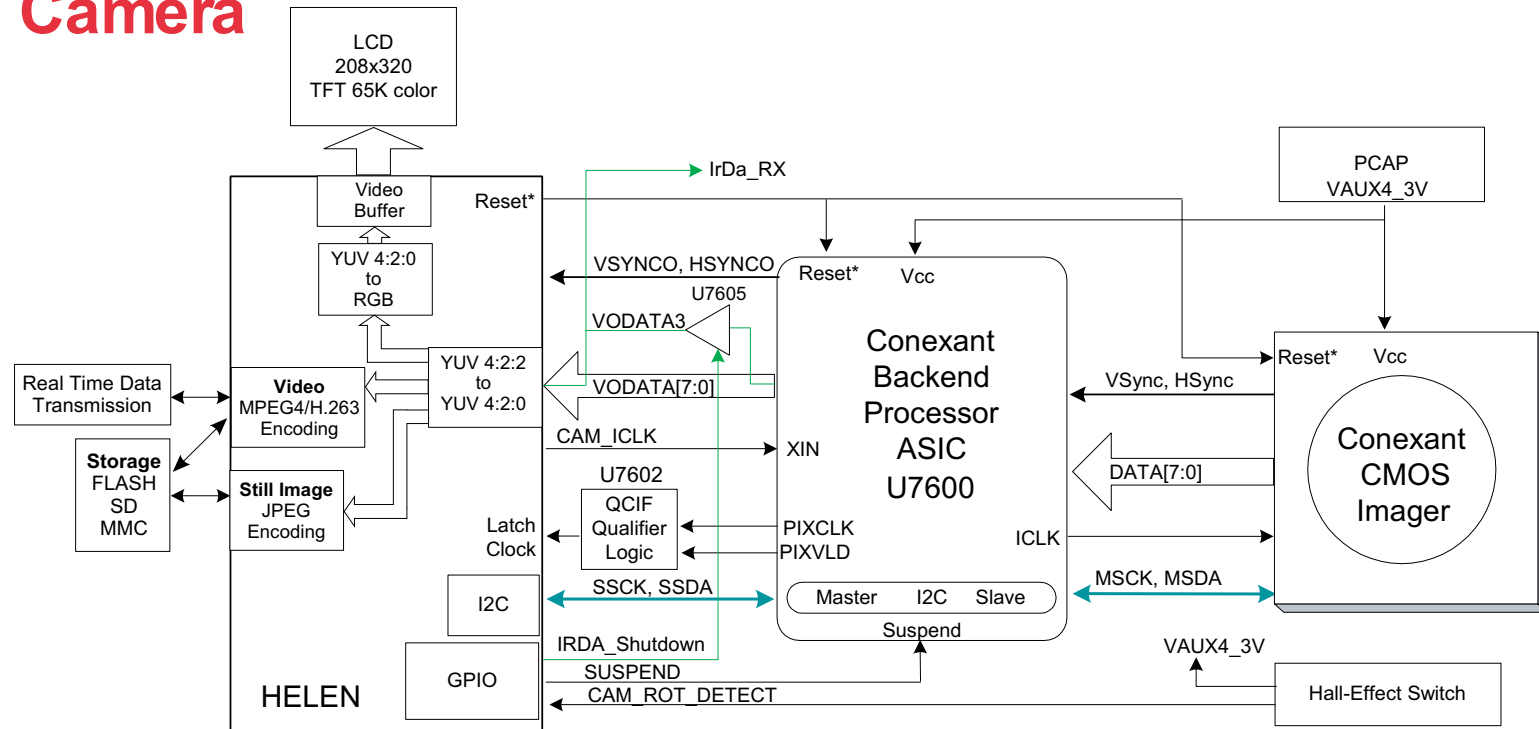 Camera
LCD
208x320
TFT 65K color
IrDa_RX
PCAP
VAUX4_3V
Video
Buffer
Reset*
YUV 4:2:0
to
RGB
VSYNCO, HSYNCO
Reset*
Vcc
U7605
VODATA3
Conexant
Backend
Processor
ASIC
U7600
Reset*
Vcc
YUV 4:2:2
to
YUV 4:2:0
VODATA[7:0]
VSync, HSync
Real Time Data
Transmission
Video
MPEG4/H.263
Encoding
CAM_ICLK
XIN
DATA[7:0]
Conexant
CMOS
Imager
Storage
FLASH
SD
MMC
Still Image
JPEG
Encoding
U7602
QCIF
Qualifier
Logic
Latch
Clock
PIXCLK
PIXVLD
ICLK
I2C
SSCK, SSDA
Master I2C Slave
MSCK, MSDA
Suspend
IRDA_Shutdown
SUSPEND
CAM_ROT_DETECT
GPIO
HELEN
VAUX4_3V
Hall-Effect Switch